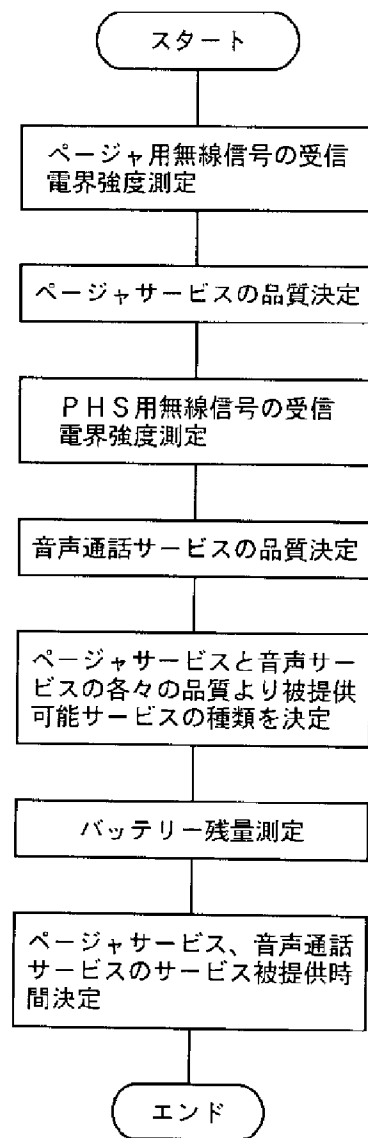 スタート
ページャ用無線信号の受信
電界強度測定
ページャサービスの品質決定
PHS用無線信号の受信
電界強度測定
音声通話サービスの品質決定
ページャサービスと音声サー
ビスの各々の品質より被提供
可能サービスの種類を決定
バッテリー残量測定
ページャサービス、音声通話
サービスのサービス被提供時
間決定
エンド